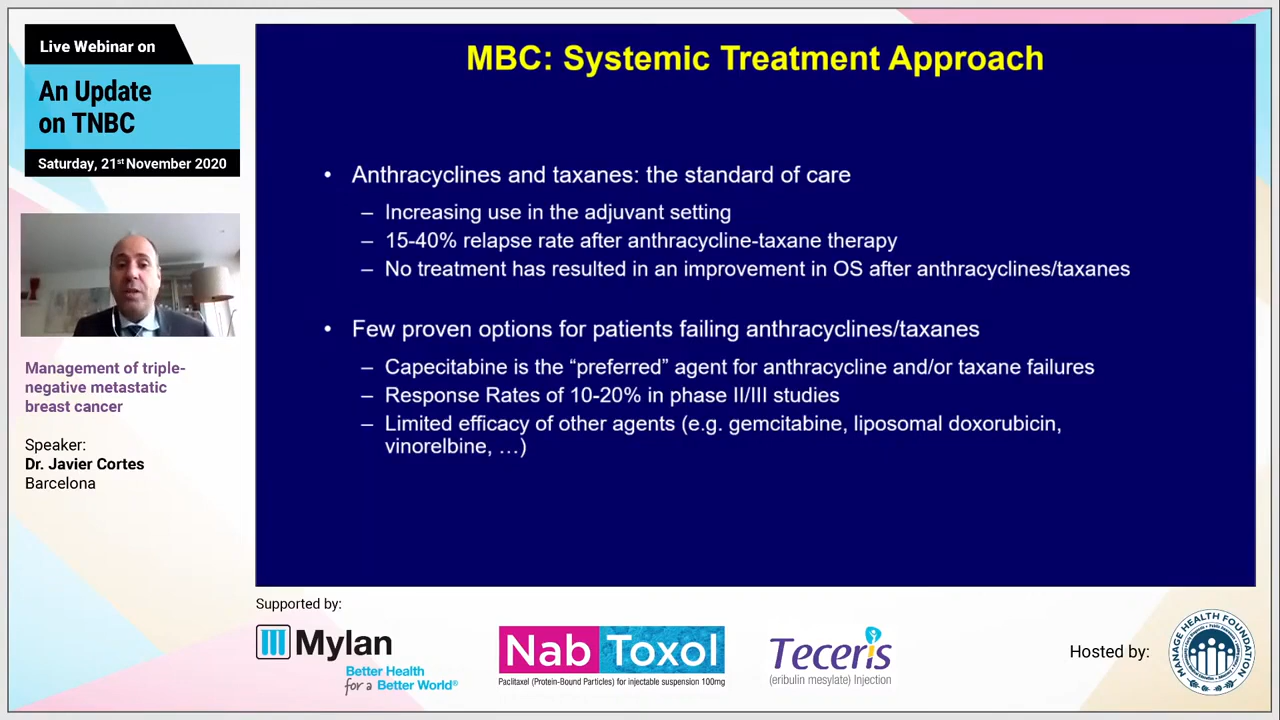 Live Webinar on
An Update
on TNBC
Saturday, 21st November 2020
Management of triple-
negative metastatic
breast cancer
Speaker:
Dr. Javier Cortes
Barcelona
MBC: Systemic Treatment Approach
• Anthracyclines and taxanes: the standard of care
– Increasing use in the adjuvant setting
– 15-40% relapse rate after anthracycline-taxane therapy
– No treatment has resulted in an improvement in OS after anthracyclines/taxanes
• Few proven options for patients failing anthracyclines/taxanes
– Capecitabine is the “preferred” agent for anthracycline and/or taxane failures
– Response Rates of 10-20% in phase II/III studies
– Limited efficacy of other agents (e.g. gemcitabine, liposomal doxorubicin,
vinorelbine, …)
Supported by:
Mylan
Better Health
for a Better World®
Nab Toxol
Paclitaxel (Protein-Bound Particles) for injectable suspension 100mg
Teceris
(eribulin mesylate) Injection
Hosted by:
MANAGE HEALTH FOUNDATION